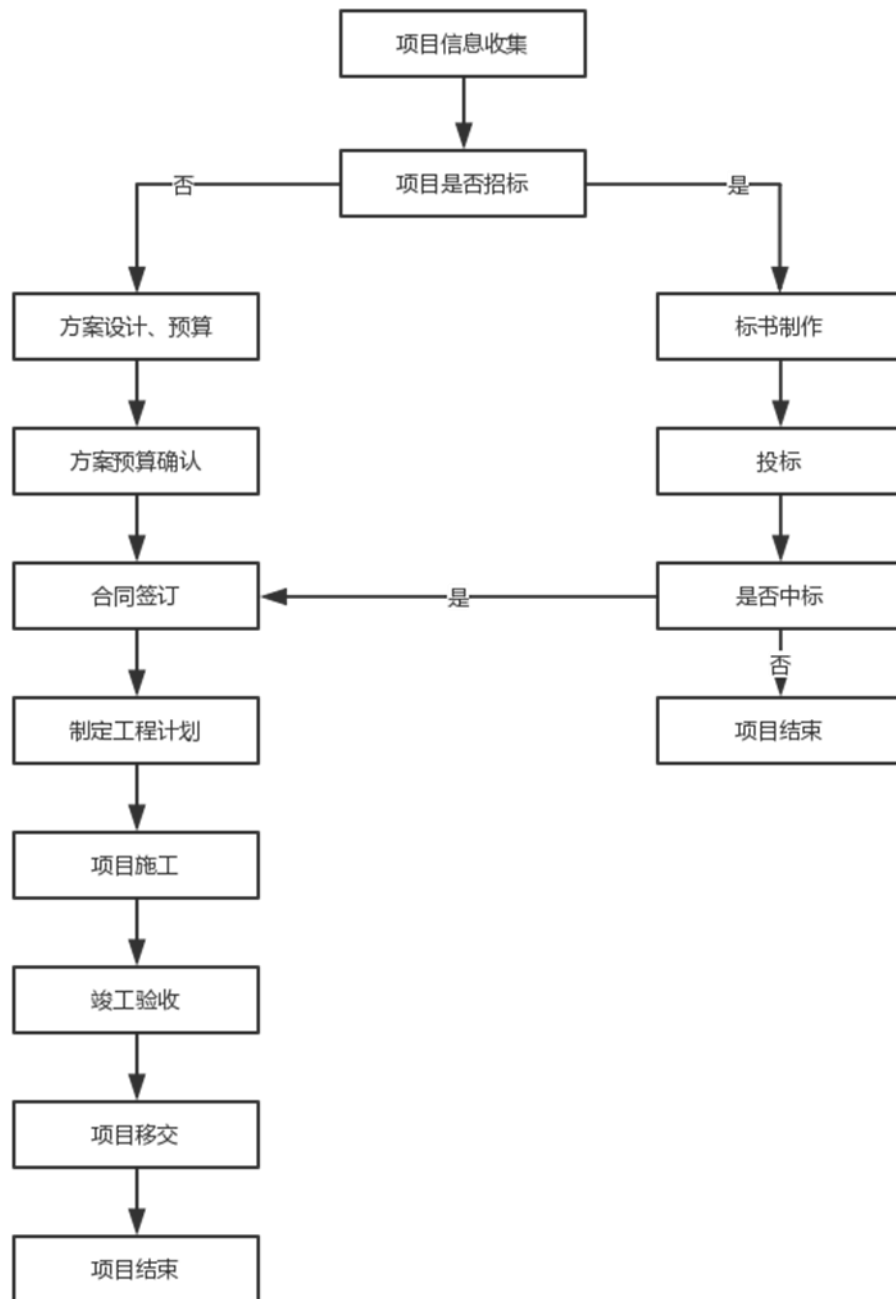 项目信息收集
项目是否招标
否
是
方案设计、预算
标书制作
方案预算确认
投标
合同签订
是
是否中标
否
制定工程计划
项目结束
项目施工
竣工验收
项目移交
项目结束